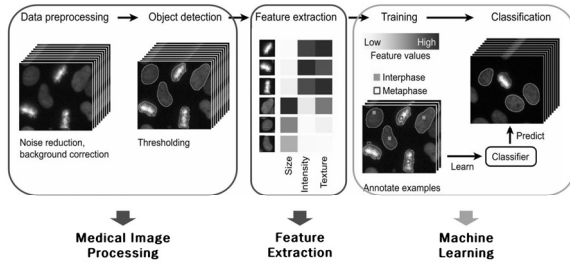 Data preprocessing
Object detection
Feature extraction
Training
Classification
Low
High
Feature values
Interphase
Metaphase
Noise reduction,
background correction
Thresholding
Size
Intensity
Texture
Annotate examples
Learn
Classifier
Predict
Medical Image
Processing
Feature
Extraction
Machine
Learning